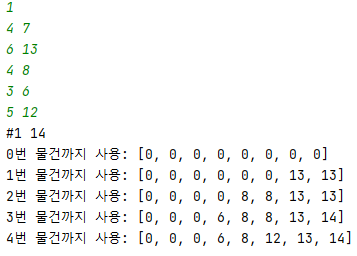 1
4 7
6 13
4 8
3 6
5 12
#1 14
0번 물건까지 사용: [0, 0, 0, 0, 0, 0, 0, 0]
1번 물건까지 사용: [0, 0, 0, 0, 0, 0, 13, 13]
2번 물건까지 사용: [0, 0, 0, 0, 8, 8, 13, 13]
3번 물건까지 사용: [0, 0, 0, 6, 8, 8, 13, 14]
4번 물건까지 사용: [0, 0, 0, 6, 8, 12, 13, 14]